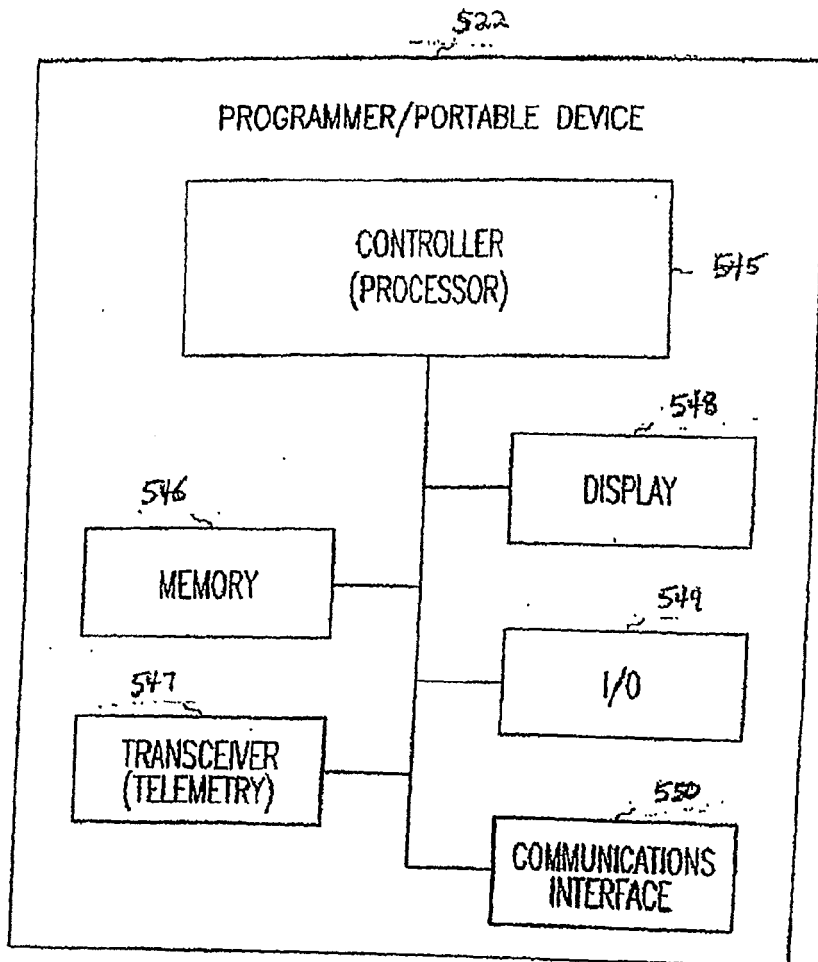 522
PROGRAMMER/PORTABLE DEVICE
CONTROLLER
(PROCESSOR)
545
548
DISPLAY
546
MEMORY
549
I/O
547
TRANSCEIVER
(TELEMETRY)
550
COMMUNICATIONS
INTERFACE